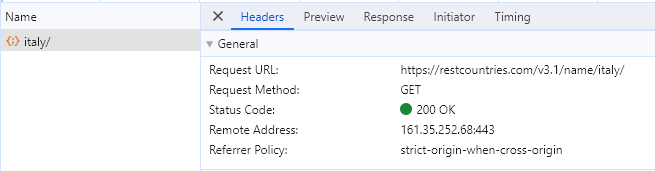 Name
italy/
Headers Preview Response Initiator Timing
General
Request URL: https://restcountries.com/v3.1/name/italy/
Request Method: GET
Status Code: 200 OK
Remote Address: 161.35.252.68:443
Referrer Policy: strict-origin-when-cross-origin